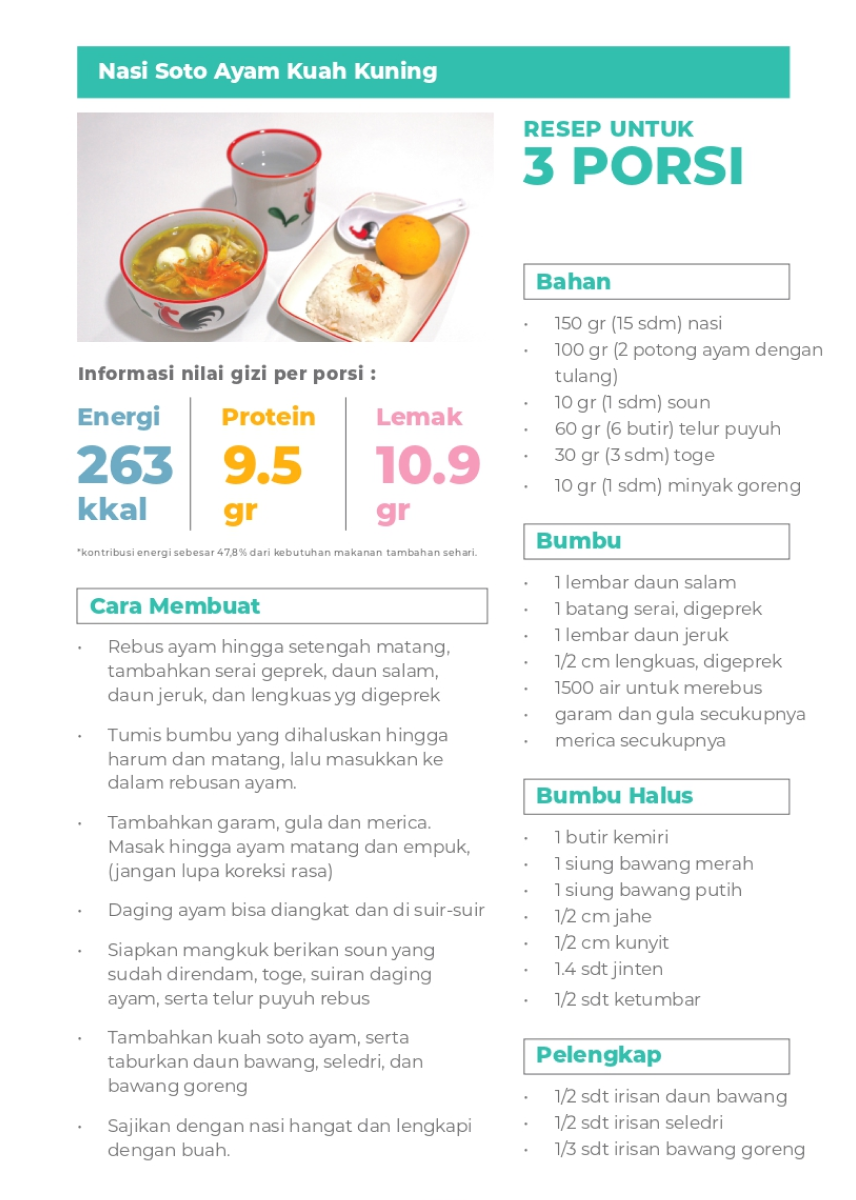 Nasi Soto Ayam Kuah Kuning
RESEP UNTUK
3 PORSI
Informasi nilai gizi per porsi :
Energi
263
kkal
Protein
9.5
gr
Lemak
10.9
gr
*kontribusi energi sebesar 47,8% dari kebutuhan makanan tambahan sehari.
Cara Membuat
• Rebus ayam hingga setengah matang,
tambahkan serai geprek, daun salam,
daun jeruk, dan lengkuas yg digeprek
• Tumis bumbu yang dihaluskan hingga
harum dan matang, lalu masukkan ke
dalam rebusan ayam.
• Tambahkan garam, gula dan merica.
Masak hingga ayam matang dan empuk,
(jangan lupa koreksi rasa)
• Daging ayam bisa diangkat dan di suir-suir
• Siapkan mangkuk berikan soun yang
sudah direndam, toge, suiran daging
ayam, serta telur puyuh rebus
• Tambahkan kuah soto ayam, serta
taburkan daun bawang, seledri, dan
bawang goreng
• Sajikan dengan nasi hangat dan lengkapi
dengan buah.
Bahan
• 150 gr (15 sdm) nasi
• 100 gr (2 potong ayam dengan
tulang)
• 10 gr (1 sdm) soun
• 60 gr (6 butir) telur puyuh
• 30 gr (3 sdm) toge
• 10 gr (1 sdm) minyak goreng
Bumbu
• 1 lembar daun salam
• 1 batang serai, digeprek
• 1 lembar daun jeruk
• 1/2 cm lengkuas, digeprek
• 1500 air untuk merebus
• garam dan gula secukupnya
• merica secukupnya
Bumbu Halus
• 1 butir kemiri
• 1 siung bawang merah
• 1 siung bawang putih
• 1/2 cm jahe
• 1/2 cm kunyit
• 1.4 sdt jinten
• 1/2 sdt ketumbar
Pelengkap
• 1/2 sdt irisan daun bawang
• 1/2 sdt irisan seledri
• 1/3 sdt irisan bawang goreng